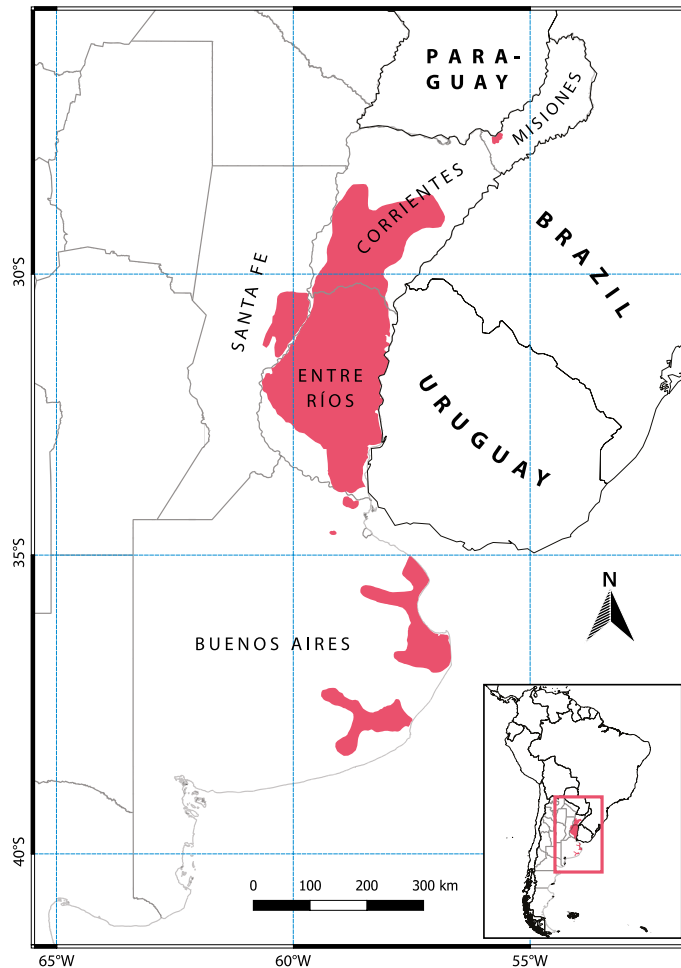 PARA-
GUAY
MISIONES
CORRIENTES
BRAZIL
30°S
SANTA FE
ENTRE
RÍOS
URUGUAY
35°S
N
BUENOS AIRES
40°S
0 100 200 300 km
65°W 60°W 55°W